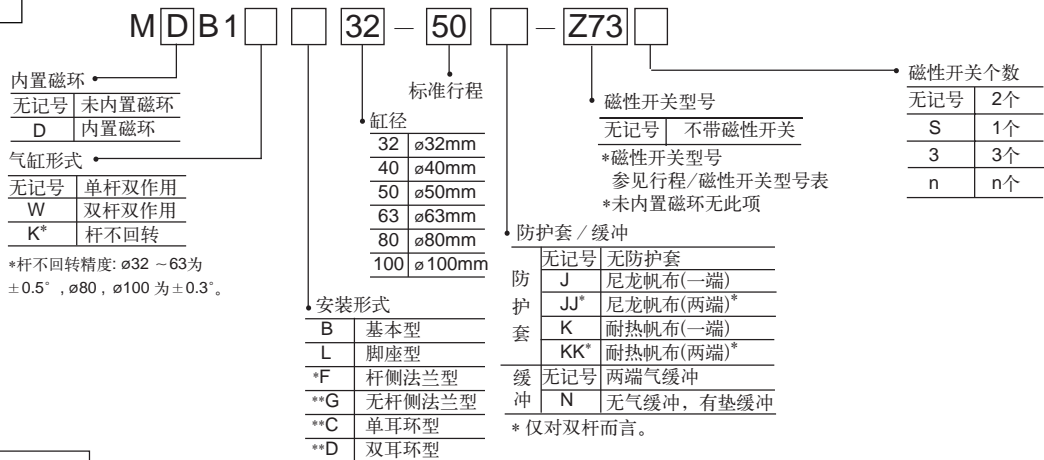 MDB1 32 − 50 − Z73
内置磁环
无记号 未内置磁环
D 内置磁环
气缸形式
无记号 单杆双作用
W 双杆双作用
K* 杆不回转
*杆不回转精度: ø32 ~63为
±0.5°, ø80 , ø100 为±0.3°。
标准行程
缸径
32 ø32mm
40 ø40mm
50 ø50mm
63 ø63mm
80 ø80mm
100 ø100mm
安装形式
B 基本型
L 脚座型
*F 杆侧法兰型
**G 无杆侧法兰型
**C 单耳环型
**D 双耳环型
磁性开关型号
无记号 不带磁性开关
*磁性开关型号
参见行程/磁性开关型号表
*未内置磁环无此项
防护套 / 缓冲
防护套
无记号 无防护套
J 尼龙帆布(一端)
JJ* 尼龙帆布(两端)*
K 耐热帆布(一端)
KK* 耐热帆布(两端)*
缓冲
无记号 两端气缓冲
N 无气缓冲，有垫缓冲
* 仅对双杆而言。
磁性开关个数
无记号 2个
S 1个
3 3个
n n个